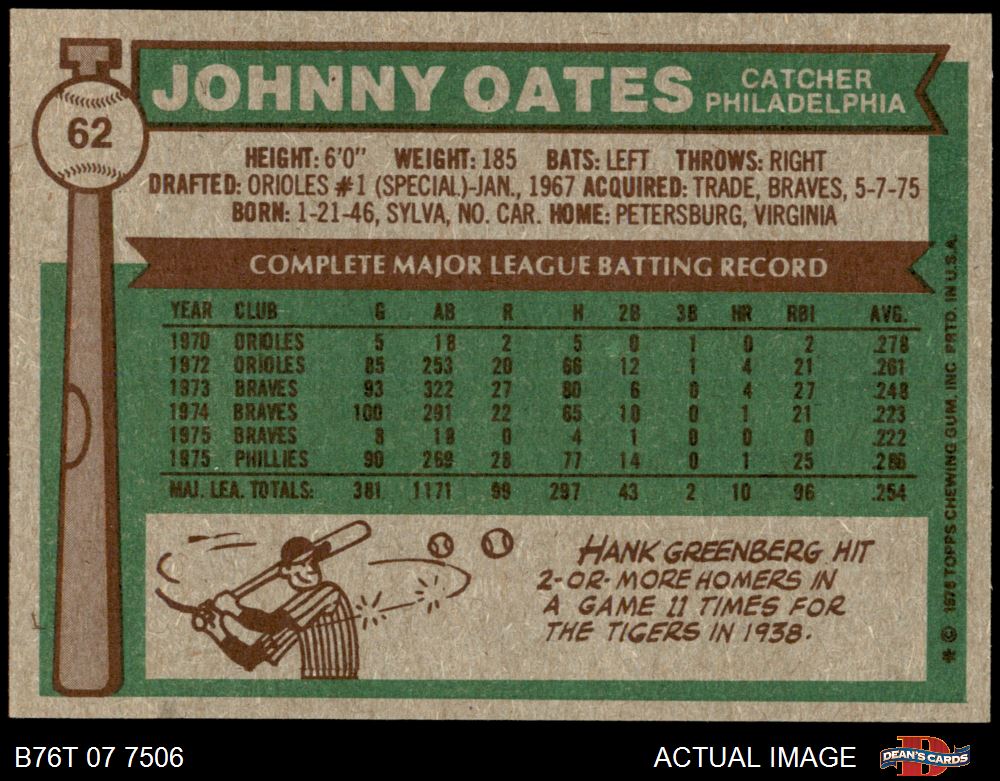 JOHNNY OATES
CATCHER
PHILADELPHIA
62
HEIGHT: 6'0" WEIGHT: 185 BATS: LEFT THROWS: RIGHT
DRAFTED: ORIOLES #1 (SPECIAL)-JAN., 1967 ACQUIRED: TRADE, BRAVES, 5-7-75
BORN: 1-21-46, SYLVA, NO. CAR. HOME: PETERSBURG, VIRGINIA
COMPLETE MAJOR LEAGUE BATTING RECORD
YEAR CLUB G AB R H 2B 3B HR RBI AVG.
1970 ORIOLES 5 18 2 5 0 1 0 2 .278
1972 ORIOLES 85 253 20 66 12 1 4 21 .261
1973 BRAVES 93 322 27 80 6 0 4 27 .248
1974 BRAVES 100 291 22 65 10 0 1 21 .223
1975 BRAVES 8 18 0 4 1 0 0 0 .222
1975 PHILLIES 90 269 28 77 14 0 1 25 .286
MAJ. LEA. TOTALS: 381 1171 99 297 43 2 10 96 .254
HANK GREENBERG HIT
2-OR-MORE HOMERS IN
A GAME 11 TIMES FOR
THE TIGERS IN 1938.
* © 1976 TOPPS CHEWING GUM, INC. PRTD. IN U.S.A.
B76T 07 7506
ACTUAL IMAGE
DEAN'S CARDS